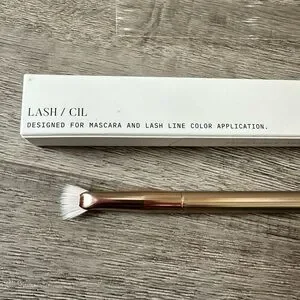 LASH / CIL
DESIGNED FOR MASCARA AND LASH LINE COLOR APPLICATION.